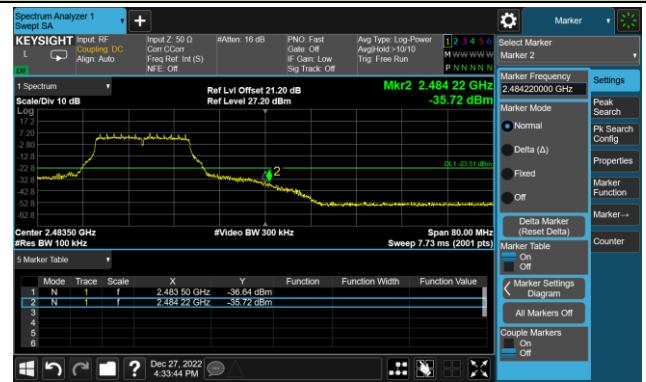 Spectrum Analyzer 1
Swept SA
Marker
KEYSIGHT
L
Input: RF
Coupling: DC
Align: Auto
Input Z: 50 Ω
Corr CCorr
Freq Ref: Int (S)
NFE: Off
#Atten: 16 dB
PNO: Fast
Gate: Off
IF Gain: Low
Sig Track: Off
Avg Type: Log-Power
Avg|Hold:>10/10
Trig: Free Run
1 2 3 4 5 6
M W W W W W
P N N N N N
Select Marker
Marker 2
1 Spectrum
Scale/Div 10 dB
Log
Ref Lvl Offset 21.20 dB
Ref Level 27.20 dBm
Mkr2 2.484 22 GHz
-35.72 dBm
17.2
7.20
-2.80
-12.8
-22.8
-32.8
-42.8
-52.8
-62.8
DL1 -23.51 dBm
2
Center 2.48350 GHz
#Res BW 100 kHz
#Video BW 300 kHz
Span 80.00 MHz
Sweep 7.73 ms (2001 pts)
Marker Frequency
2.484220000 GHz
Marker Mode
Normal
Delta (Δ)
Fixed
Off
Delta Marker
(Reset Delta)
Marker Table
On
Off
Marker Settings
Diagram
All Markers Off
Couple Markers
On
Off
Settings
Peak
Search
Pk Search
Config
Properties
Marker
Function
Marker→
Counter
5 Marker Table
Mode Trace Scale X Y Function Function Width Function Value
1 N 1 f 2.483 50 GHz -36.64 dBm
2 N 1 f 2.484 22 GHz -35.72 dBm
3
4
5
6
Dec 27, 2022
4:33:44 PM